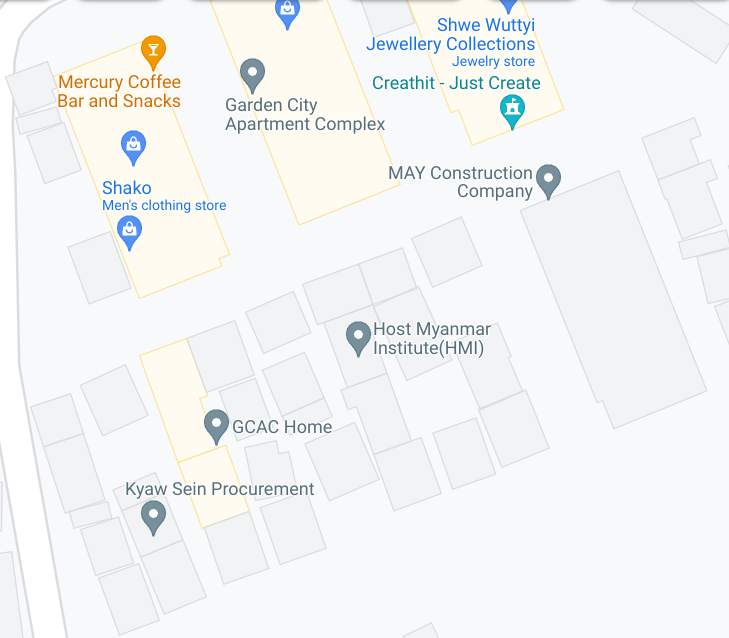 Shwe Wuttyi
Jewellery Collections
Jewelry store
Mercury Coffee
Bar and Snacks
Creathit - Just Create
Garden City
Apartment Complex
MAY Construction
Company
Shako
Men's clothing store
Host Myanmar
Institute(HMI)
GCAC Home
Kyaw Sein Procurement